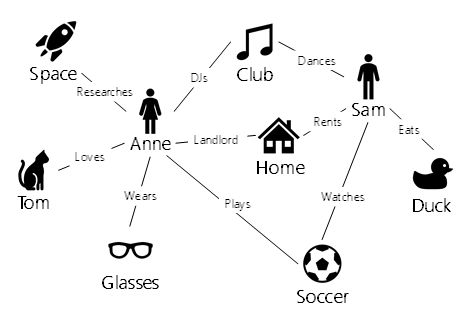 Space
Researches
DJs
Club
Dances
Sam
Anne
Landlord
Rents
Home
Eats
Loves
Tom
Wears
Plays
Watches
Duck
Glasses
Soccer